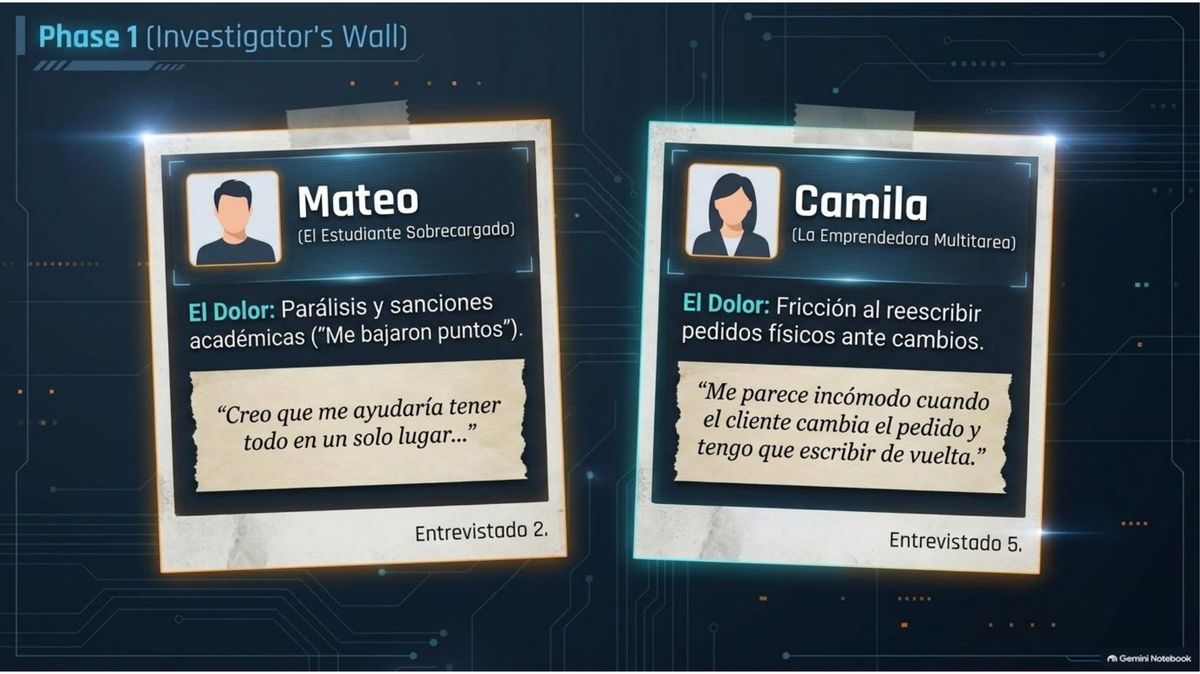 Phase 1 (Investigator's Wall)
Mateo
(El Estudiante Sobrecargado)
El Dolor: Parálisis y sanciones
académicas ("Me bajaron puntos").
“Creo que me ayudaría tener
todo en un solo lugar...”
Entrevistado 2.
Camila
(La Emprendedora Multitarea)
El Dolor: Fricción al reescribir
pedidos físicos ante cambios.
“Me parece incómodo cuando
el cliente cambia el pedido y
tengo que escribir de vuelta.”
Entrevistado 5.
Gemini Notebook